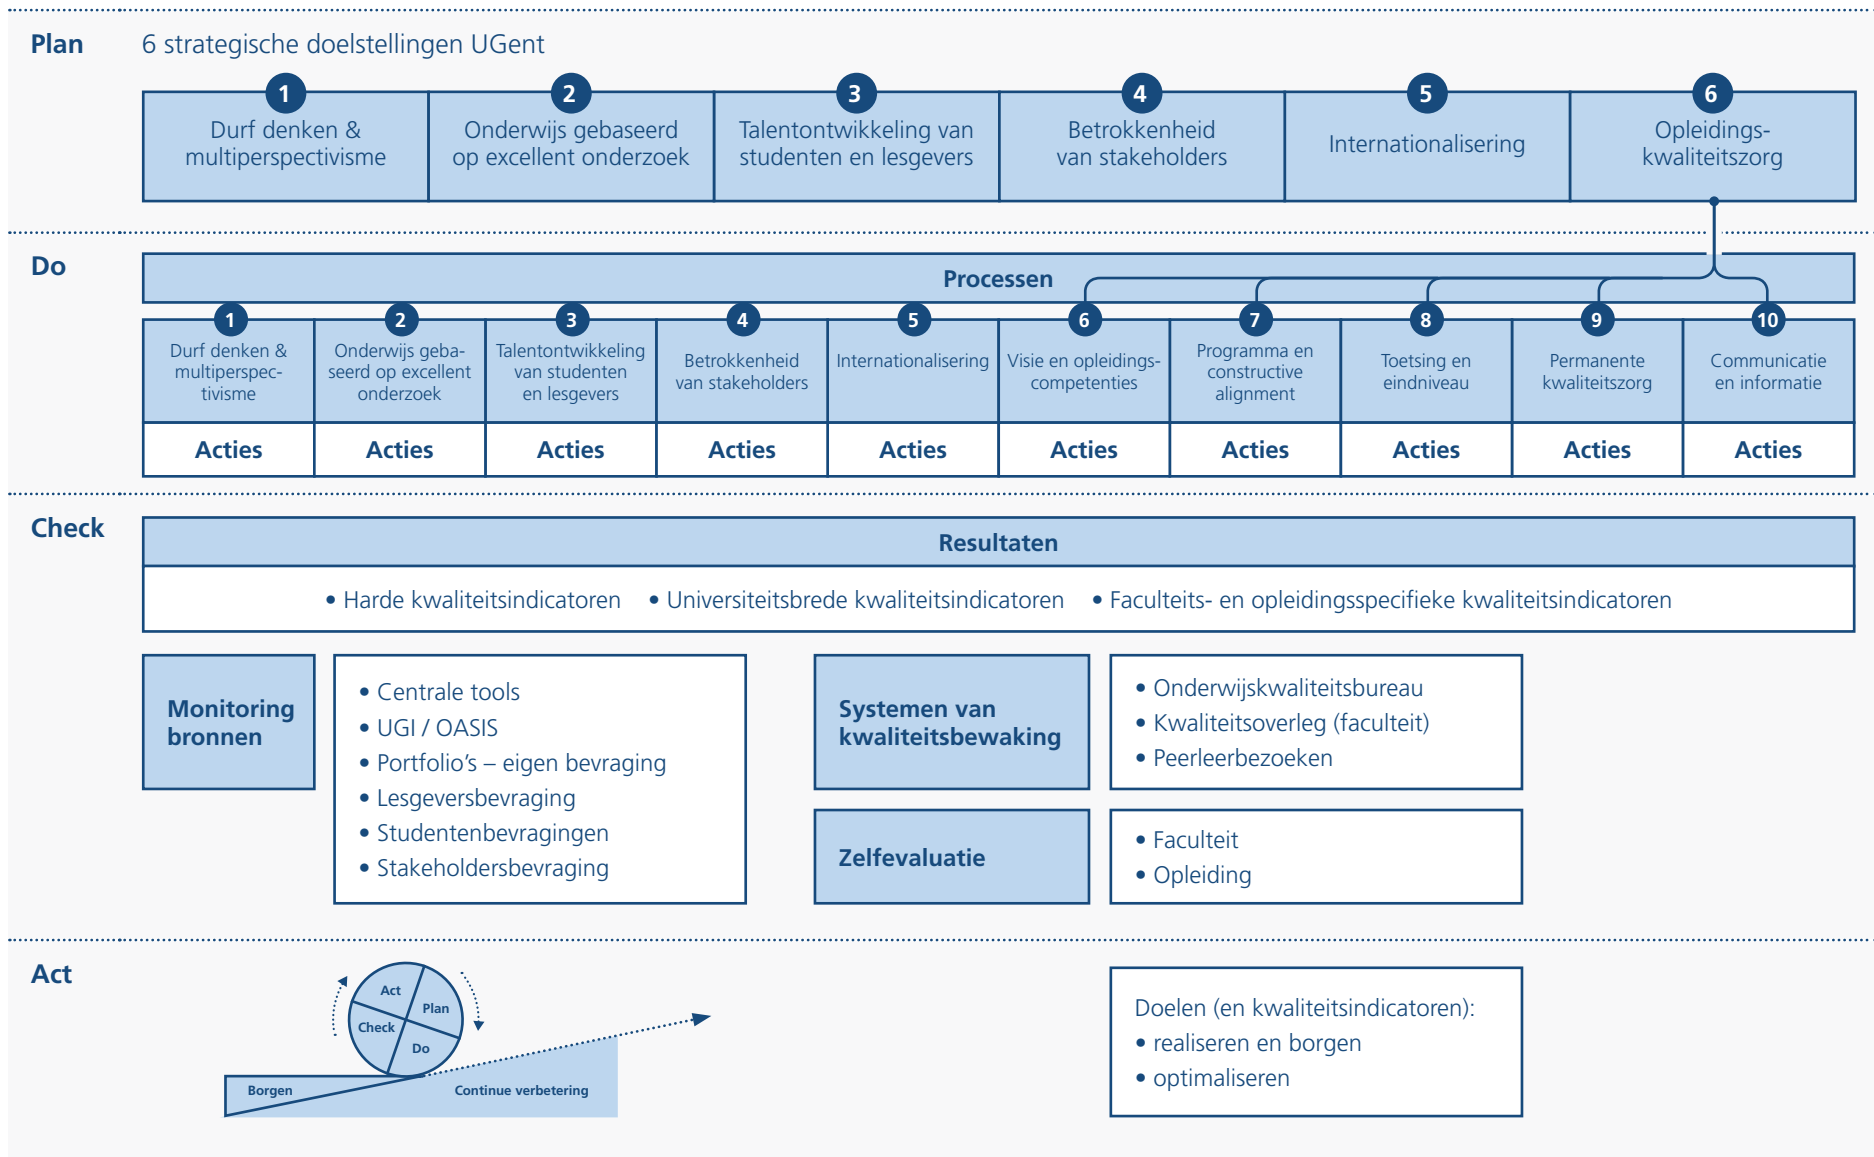 Plan
6 strategische doelstellingen UGent
1
Durf denken &
multiperspectivisme
2
Onderwijs gebaseerd
op excellent onderzoek
3
Talentontwikkeling van
studenten en lesgevers
4
Betrokkenheid
van stakeholders
5
Internationalisering
6
Opleidings-
kwaliteitszorg
Do
Processen
1
Durf denken &
multiperspec-
tivisme
Acties
2
Onderwijs geba-
seerd op excellent
onderzoek
Acties
3
Talentontwikkeling
van studenten
en lesgevers
Acties
4
Betrokkenheid
van stakeholders
Acties
5
Internationalisering
Acties
6
Visie en opleidings-
competenties
Acties
7
Programma en
constructive
alignment
Acties
8
Toetsing en
eindniveau
Acties
9
Permanente
kwaliteitszorg
Acties
10
Communicatie
en informatie
Acties
Check
Resultaten
• Harde kwaliteitsindicatoren • Universiteitsbrede kwaliteitsindicatoren • Faculteits- en opleidingsspecifieke kwaliteitsindicatoren
Monitoring
bronnen
• Centrale tools
• UGI / OASIS
• Portfolio’s – eigen bevraging
• Lesgeversbevraging
• Studentenbevragingen
• Stakeholdersbevraging
Systemen van
kwaliteitsbewaking
• Onderwijskwaliteitsbureau
• Kwaliteitsoverleg (faculteit)
• Peerleerbezoeken
Zelfevaluatie
• Faculteit
• Opleiding
Act
Act
Plan
Check
Do
Borgen
Continue verbetering
Doelen (en kwaliteitsindicatoren):
• realiseren en borgen
• optimaliseren